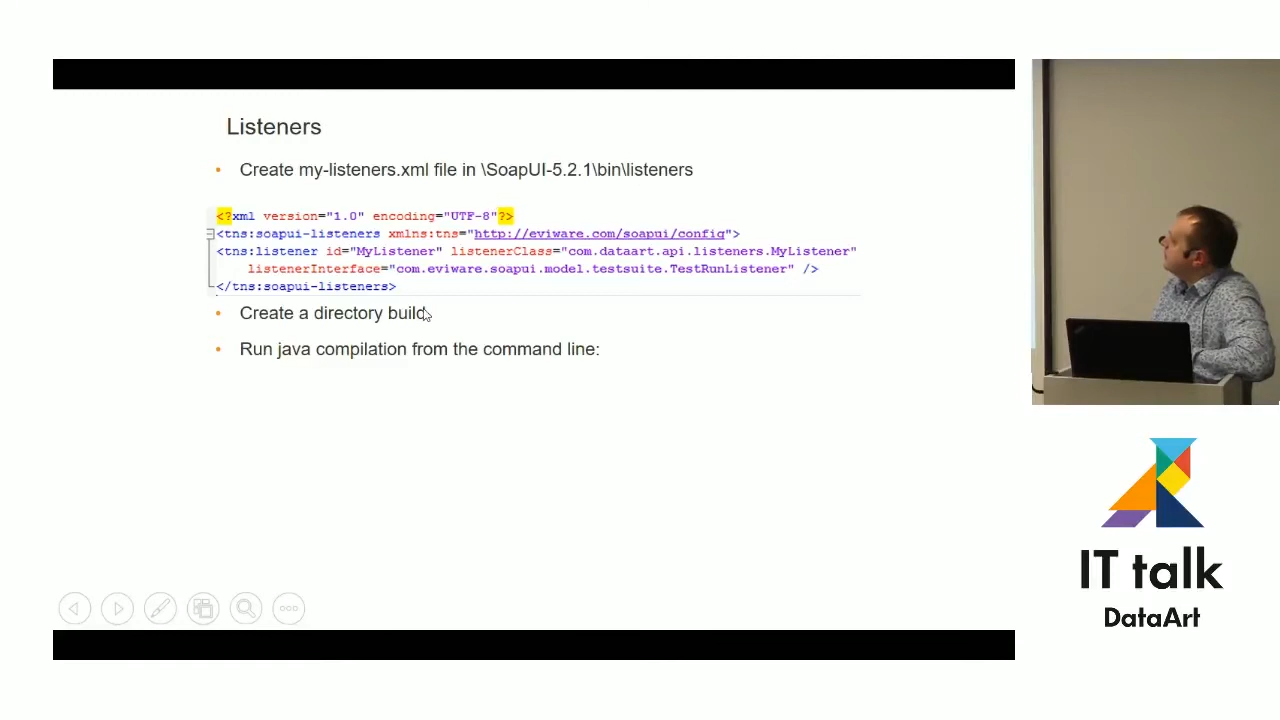 Listeners
• Create my-listeners.xml file in \SoapUI-5.2.1\bin\listeners
<?xml version="1.0" encoding="UTF-8"?>
<tns:soapui-listeners xmlns:tns="http://eviware.com/soapui/config">
<tns:listener id="MyListener" listenerClass="com.dataart.api.listeners.MyListener"
listenerInterface="com.eviware.soapui.model.testsuite.TestRunListener" />
</tns:soapui-listeners>
• Create a directory build
• Run java compilation from the command line:
IT talk
DataArt